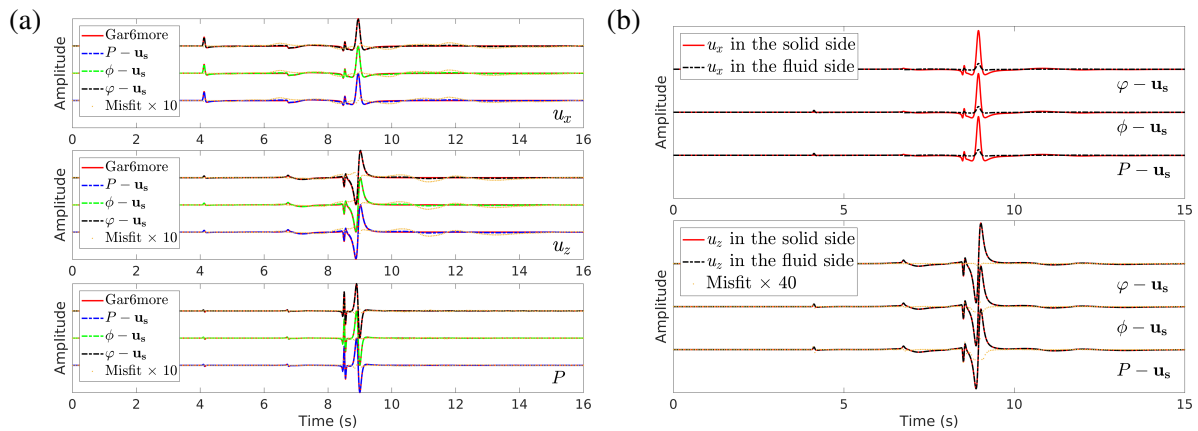 (a)
Amplitude
Gar6more
P − uₛ
ϕ − uₛ
φ − uₛ
Misfit × 10
uₓ
0 2 4 6 8 10 12 14 16
Amplitude
Gar6more
P − uₛ
ϕ − uₛ
φ − uₛ
Misfit × 10
u_z
0 2 4 6 8 10 12 14 16
Amplitude
Gar6more
P − uₛ
ϕ − uₛ
φ − uₛ
Misfit × 10
P
0 2 4 6 8 10 12 14 16
Time (s)
(b)
Amplitude
uₓ in the solid side
uₓ in the fluid side
φ − uₛ
ϕ − uₛ
P − uₛ
0 5 10 15
Amplitude
u_z in the solid side
u_z in the fluid side
Misfit × 40
φ − uₛ
ϕ − uₛ
P − uₛ
0 5 10 15
Time (s)